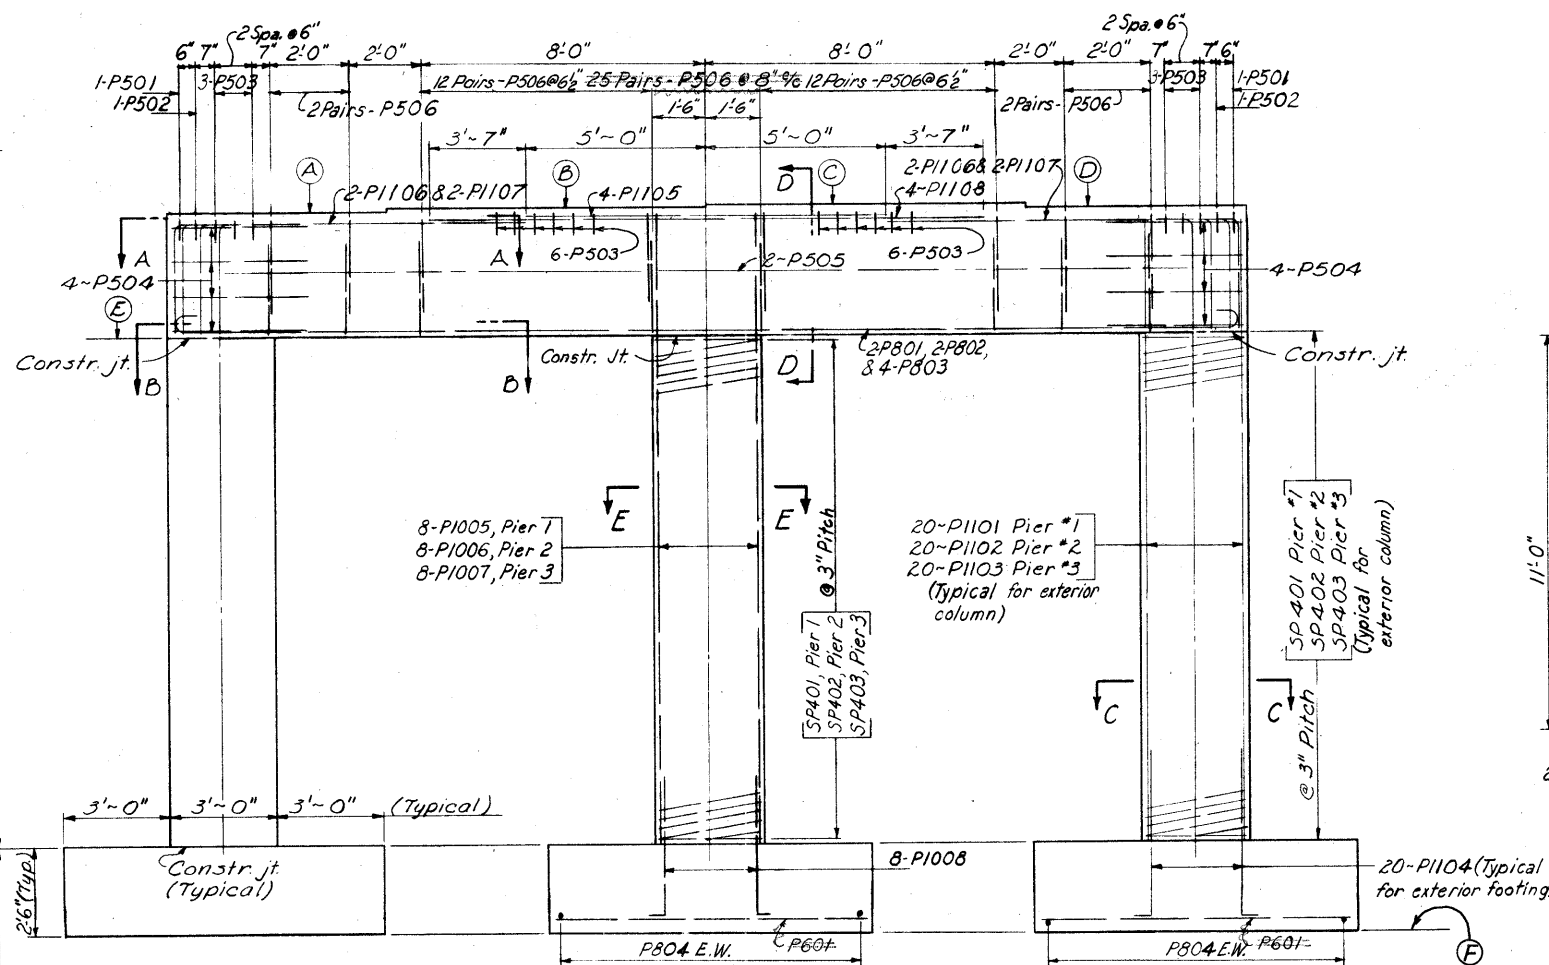 2 Spa. @ 6"
2 Spa. @ 6"
6" 7" 7" 2'-0" 2'-0" 8'-0" 8'-0" 2'-0" 2'-0" 7" 7" 6"
1-P501 3-P503 12 Pairs-P506@6½" 25 Pairs-P506 @ 8" c/c 12 Pairs-P506@6½" 3-P503 1-P501
1-P502 2 Pairs-P506 1'-6" 1'-6" 2 Pairs-P506 1-P502
3'~7" 5'~0" 5'~0" 3'~7"
A B D C 2-P1106 & 2-P1107 D
2-P1106 & 2-P1107 4-P1105 4~P1108
A 4~P504 A 6-P503 2-P505 6-P503 4~P504
E
Constr. jt. Constr. Jt. D 2-P801, 2-P802, Constr. jt.
B B & 4-P803
E E
8-P1005, Pier 1
8-P1006, Pier 2
8-P1007, Pier 3
@ 3" Pitch
SP401, Pier 1
SP402, Pier 2
SP403, Pier 3
20~P1101 Pier #1
20~P1102 Pier #2
20~P1103 Pier #3
(Typical for exterior
column)
SP401 Pier #1
SP402 Pier #2
SP403 Pier #3
(Typical for
exterior column)
@ 3" Pitch
11'-0"
C C
3'~0" 3'~0" 3'~0" (Typical)
Constr. jt.
(Typical)
2'6" (Typ.)
8-P1008
20~P1104 (Typical
for exterior footing
P804 E.W. P601
P804 E.W. P601
F